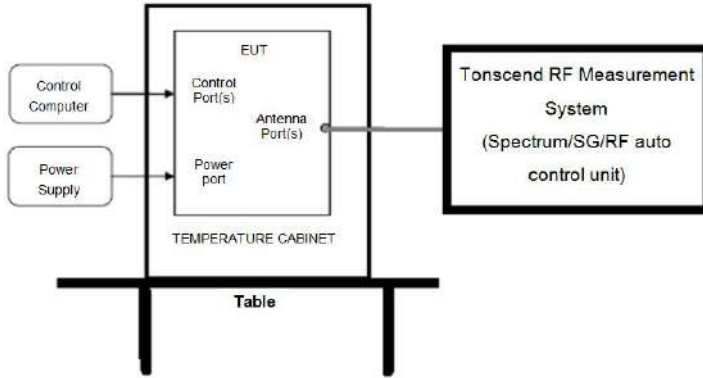 EUT
Control
Computer
Control
Port(s)
Antenna
Port(s)
Power
Supply
Power
port
TEMPERATURE CABINET
Table
Tonscend RF Measurement
System
(Spectrum/SG/RF auto
control unit)